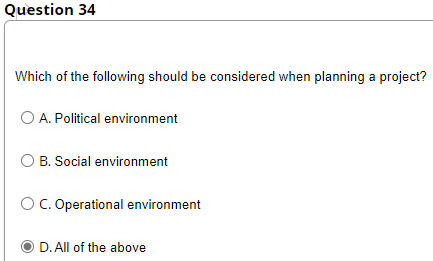 Question 34
Which of the following should be considered when planning a project?
A. Political environment
B. Social environment
C. Operational environment
D. All of the above